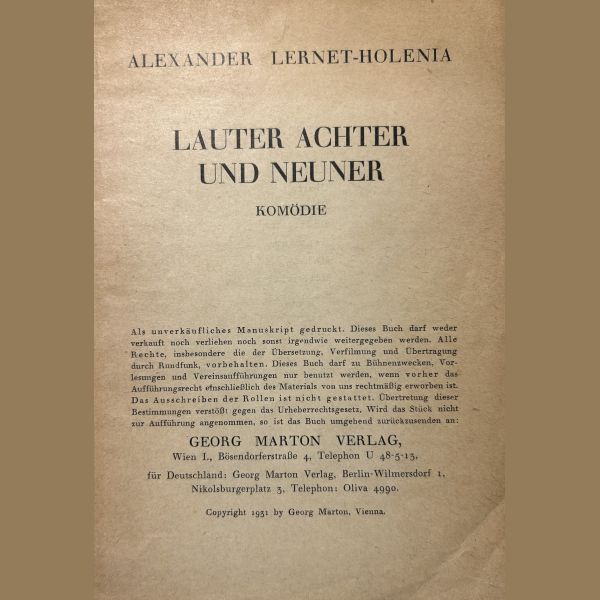 ALEXANDER LERNET-HOLENIA
LAUTER ACHTER
UND NEUNER
KOMÖDIE
Als unverkäufliches Manuskript gedruckt. Dieses Buch darf weder
verkauft noch verliehen noch sonst irgendwie weitergegeben werden. Alle
Rechte, insbesondere die der Übersetzung, Verfilmung und Übertragung
durch Rundfunk, vorbehalten. Dieses Buch darf zu Bühnenzwecken, Vor-
lesungen und Vereinsaufführungen nur benutzt werden, wenn vorher das
Aufführungsrecht einschließlich des Materials von uns rechtmäßig erworben ist.
Das Ausschreiben der Rollen ist nicht gestattet. Übertretung dieser
Bestimmungen verstößt gegen das Urheberrechtsgesetz. Wird das Stück nicht
zur Aufführung angenommen, so ist das Buch umgehend zurückzusenden an:
GEORG MARTON VERLAG,
Wien I., Bösendorferstraße 4, Telephon U 48-5-13,
für Deutschland: Georg Marton Verlag, Berlin-Wilmersdorf 1,
Nikolsburgerplatz 3, Telephon: Oliva 4990.
Copyright 1931 by Georg Marton, Vienna.